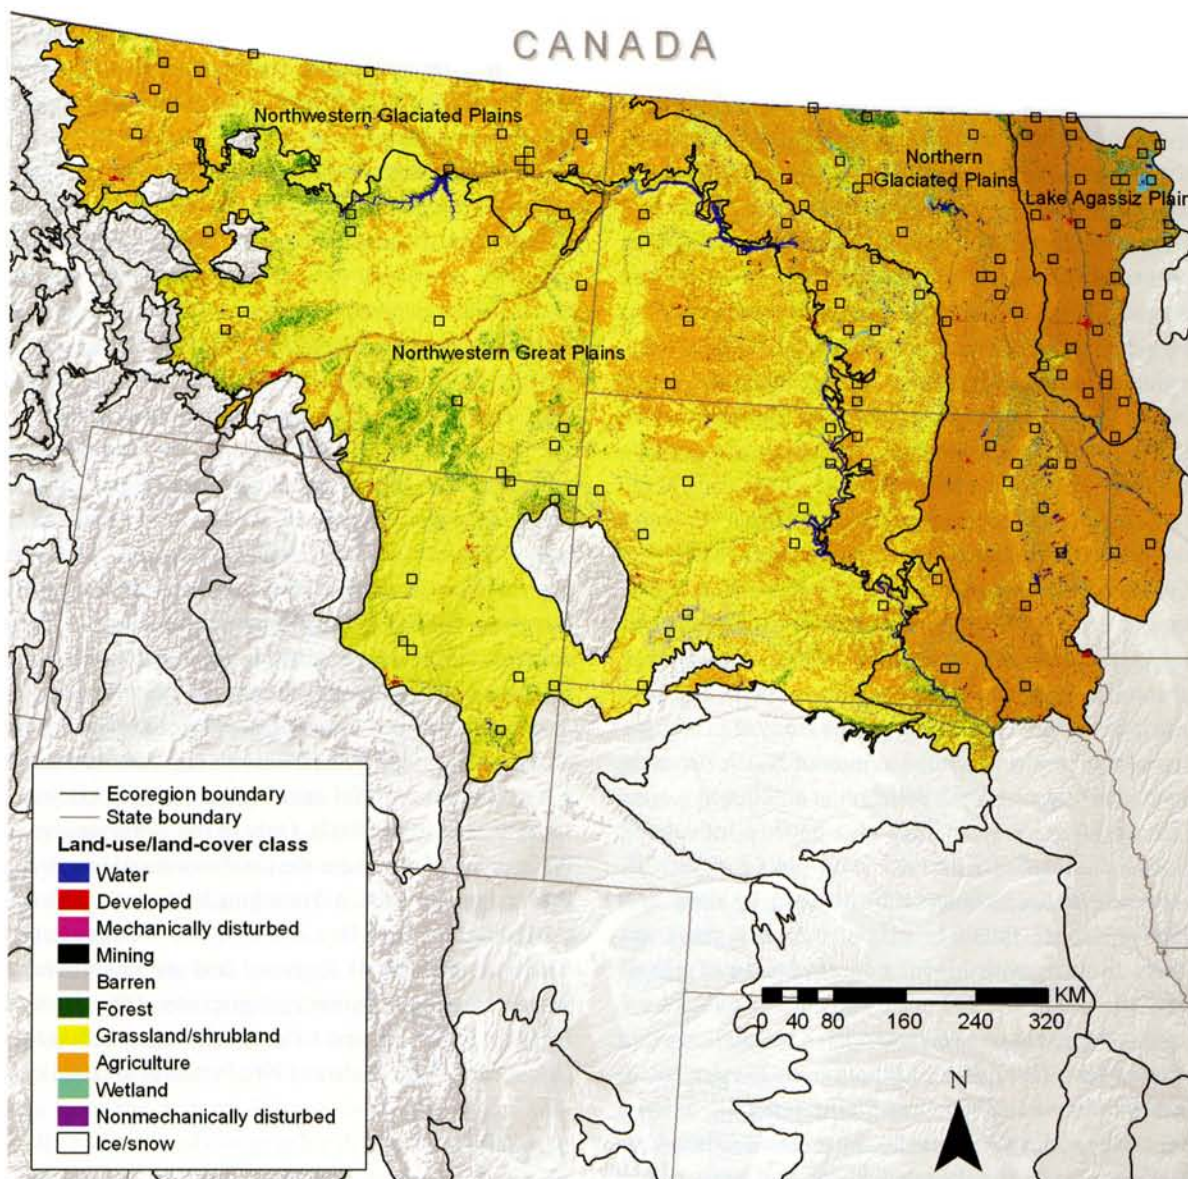 CANADA
Northwestern Glaciated Plains
Northern
Glaciated Plains
Lake Agassiz Plain
Northwestern Great Plains
Ecoregion boundary
State boundary
Land-use/land-cover class
Water
Developed
Mechanically disturbed
Mining
Barren
Forest
Grassland/shrubland
Agriculture
Wetland
Nonmechanically disturbed
Ice/snow
KM
0 40 80 160 240 320
N